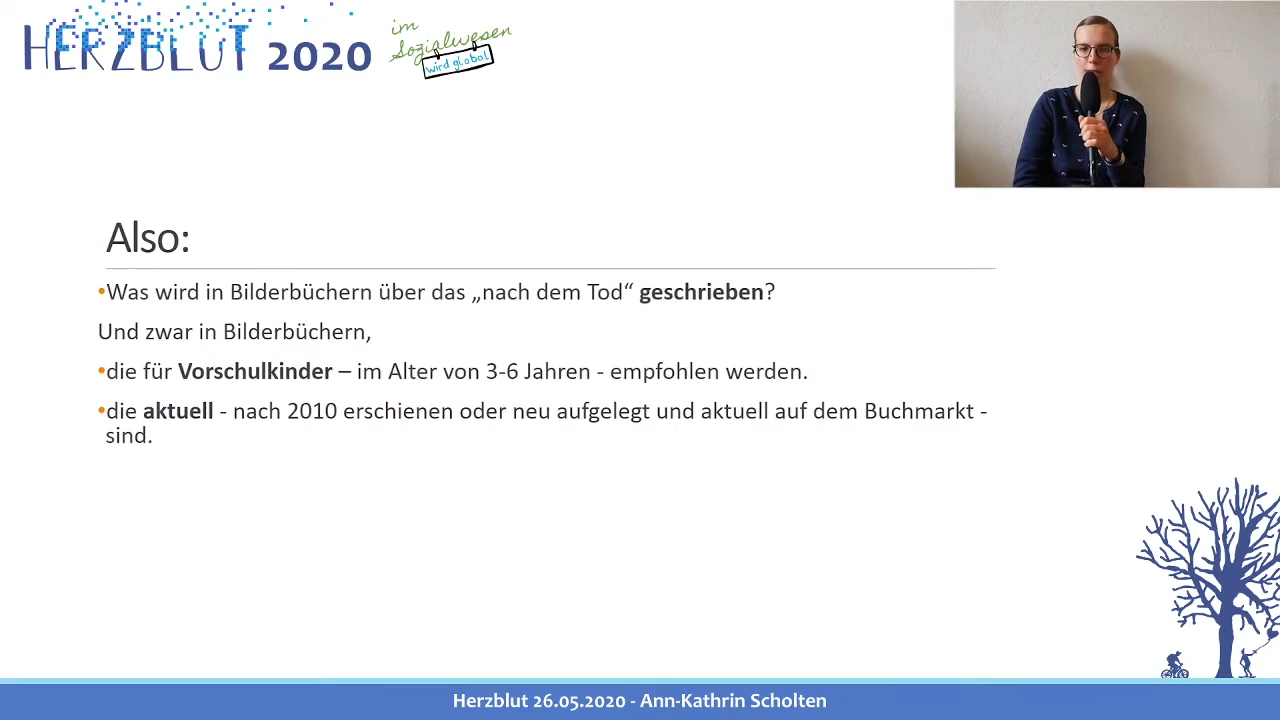 HERZBLUT 2020
im
Sozialwesen
wird global
Also:
•Was wird in Bilderbüchern über das „nach dem Tod“ geschrieben?
Und zwar in Bilderbüchern,
•die für Vorschulkinder – im Alter von 3-6 Jahren - empfohlen werden.
•die aktuell - nach 2010 erschienen oder neu aufgelegt und aktuell auf dem Buchmarkt -
sind.
Herzblut 26.05.2020 - Ann-Kathrin Scholten